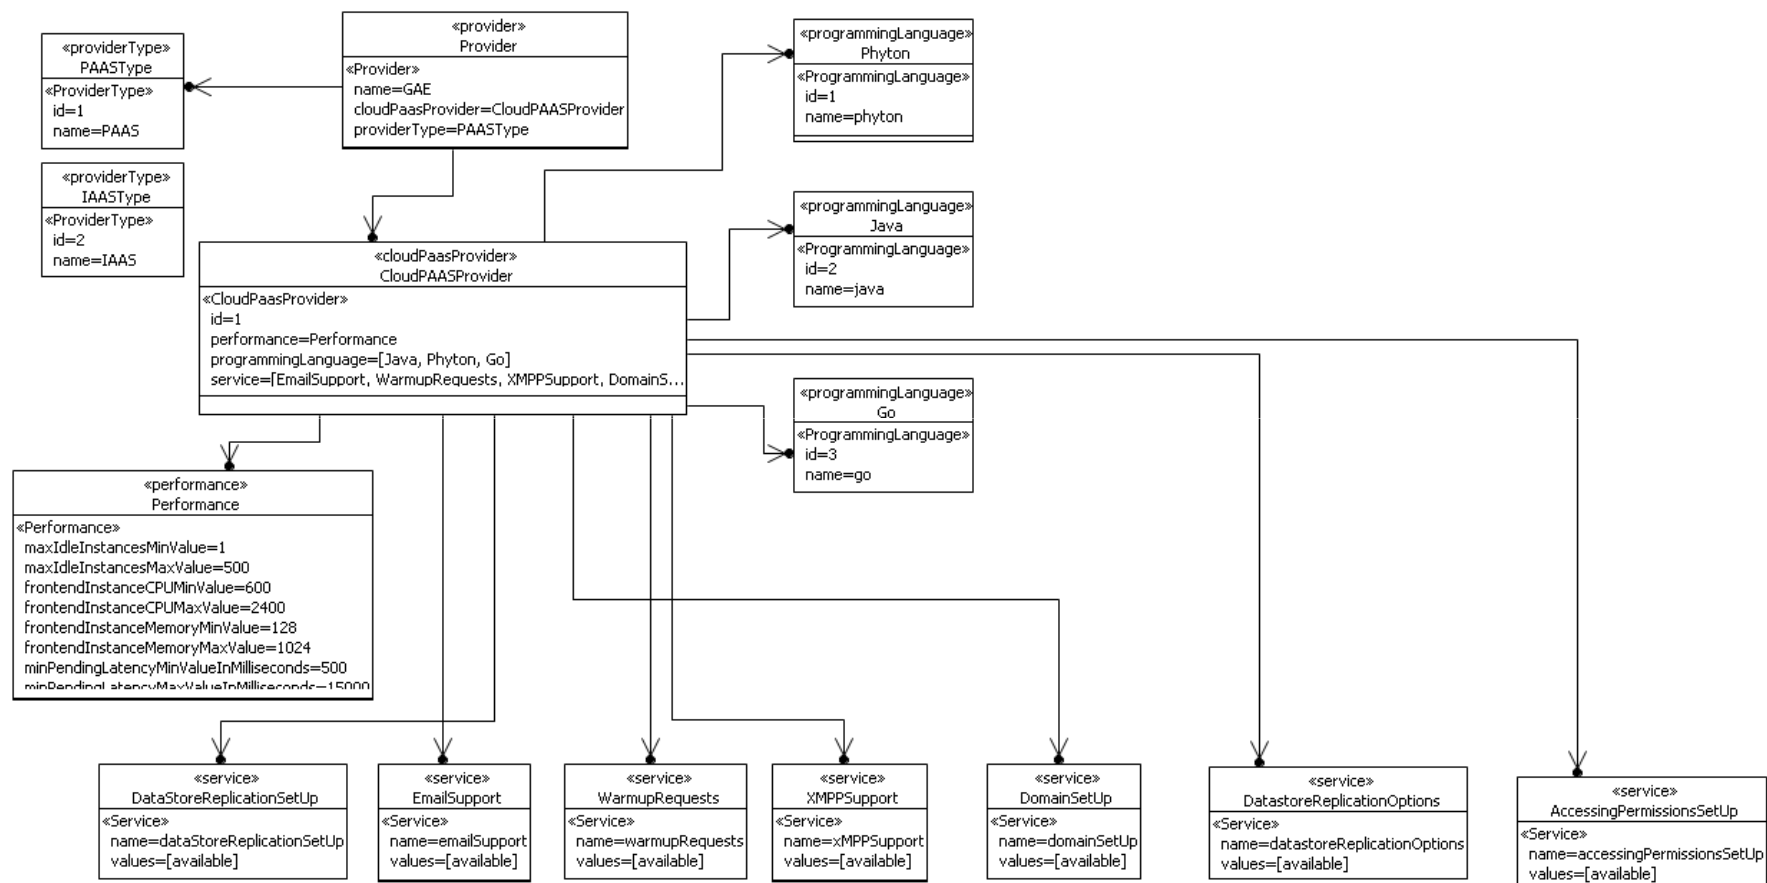 «providerType»
PAASType
«ProviderType»
id=1
name=PAAS
«provider»
Provider
«Provider»
name=GAE
cloudPaasProvider=CloudPAASProvider
providerType=PAASType
«programmingLanguage»
Phyton
«ProgrammingLanguage»
id=1
name=phyton
«providerType»
IAASType
«ProviderType»
id=2
name=IAAS
«programmingLanguage»
Java
«ProgrammingLanguage»
id=2
name=java
«cloudPaasProvider»
CloudPAASProvider
«CloudPaasProvider»
id=1
performance=Performance
programmingLanguage=[Java, Phyton, Go]
service=[EmailSupport, WarmupRequests, XMPPSupport, DomainS...
«programmingLanguage»
Go
«ProgrammingLanguage»
id=3
name=go
«performance»
Performance
«Performance»
maxIdleInstancesMinValue=1
maxIdleInstancesMaxValue=500
frontendInstanceCPUMinValue=600
frontendInstanceCPUMaxValue=2400
frontendInstanceMemoryMinValue=128
frontendInstanceMemoryMaxValue=1024
minPendingLatencyMinValueInMilliseconds=500
minPendingLatencyMaxValueInMilliseconds=15000
«service»
DataStoreReplicationSetUp
«Service»
name=dataStoreReplicationSetUp
values=[available]
«service»
EmailSupport
«Service»
name=emailSupport
values=[available]
«service»
WarmupRequests
«Service»
name=warmupRequests
values=[available]
«service»
XMPPSupport
«Service»
name=xMPPSupport
values=[available]
«service»
DomainSetUp
«Service»
name=domainSetUp
values=[available]
«service»
DatastoreReplicationOptions
«Service»
name=datastoreReplicationOptions
values=[available]
«service»
AccessingPermissionsSetUp
«Service»
name=accessingPermissionsSetUp
values=[available]